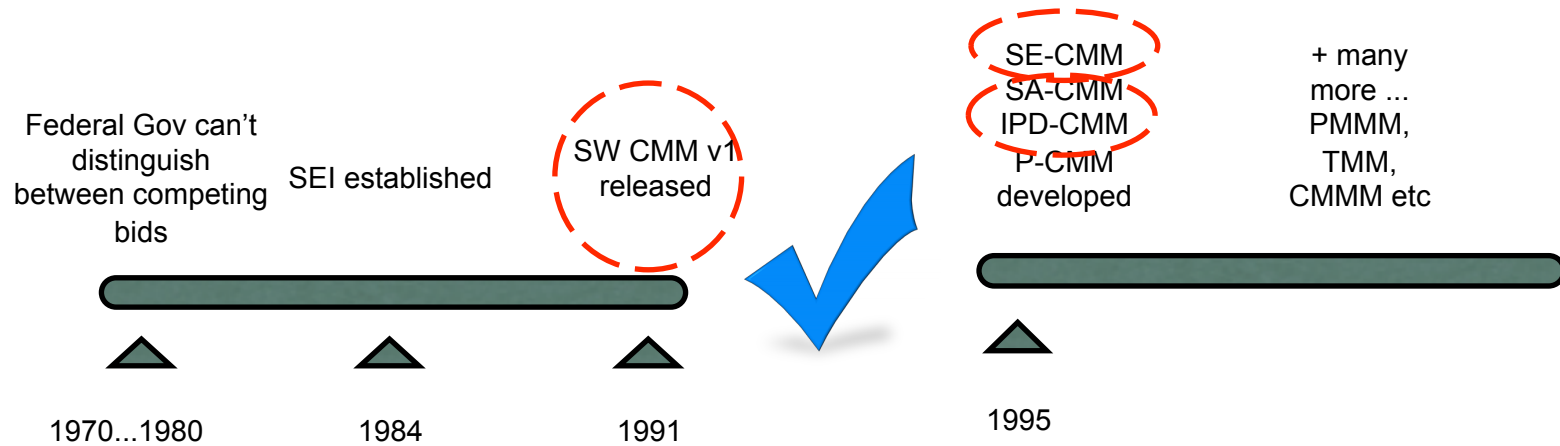 Federal Gov can't
distinguish
between competing
bids
SEI established
SW CMM v1
released
SE-CMM
SA-CMM
IPD-CMM
P-CMM
developed
+ many
more ...
PMMM,
TMM,
CMMM etc
1970...1980
1984
1991
1995